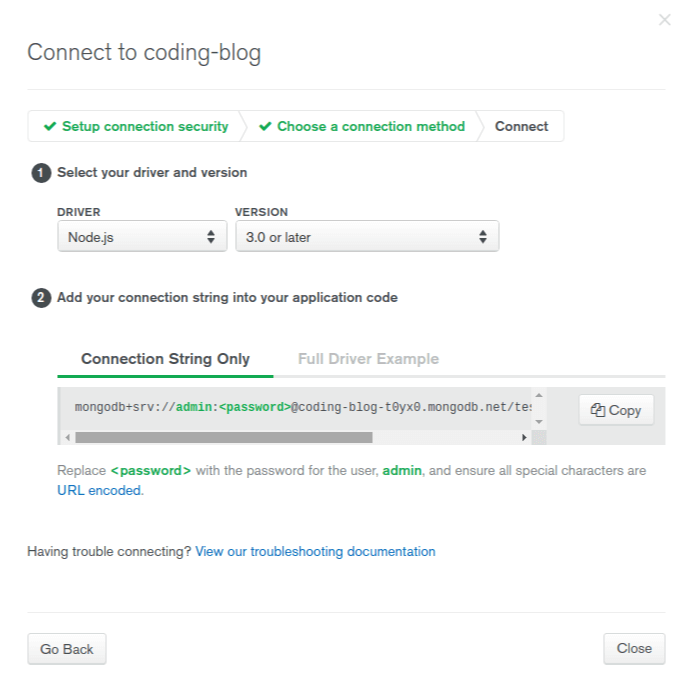 Connect to coding-blog
Setup connection security Choose a connection method Connect
1 Select your driver and version
DRIVER VERSION
Node.js 3.0 or later
2 Add your connection string into your application code
Connection String Only Full Driver Example
mongodb+srv://admin:<password>@coding-blog-t0yx0.mongodb.net/te
Copy
Replace <password> with the password for the user, admin, and ensure all special characters are
URL encoded.
Having trouble connecting? View our troubleshooting documentation
Go Back Close